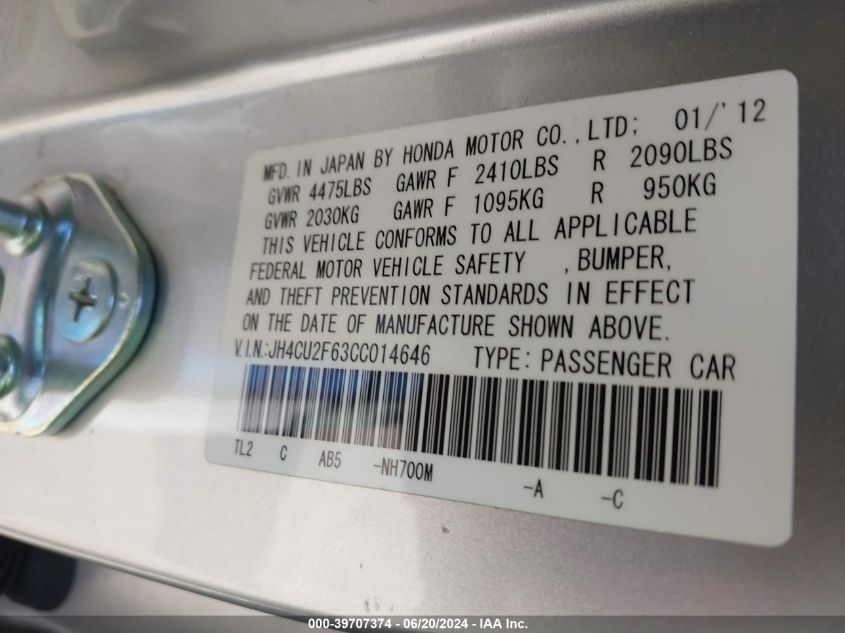 MFD. IN JAPAN BY HONDA MOTOR CO., LTD; 01/'12
GVWR 4475LBS GAWR F 2410LBS R 2090LBS
GVWR 2030KG GAWR F 1095KG R 950KG
THIS VEHICLE CONFORMS TO ALL APPLICABLE
FEDERAL MOTOR VEHICLE SAFETY , BUMPER,
AND THEFT PREVENTION STANDARDS IN EFFECT
ON THE DATE OF MANUFACTURE SHOWN ABOVE.
V.I.N.:JH4CU2F63CC014646 TYPE: PASSENGER CAR
TL2 C AB5 -NH700M -A -C
000-39707374 - 06/20/2024 - IAA Inc.